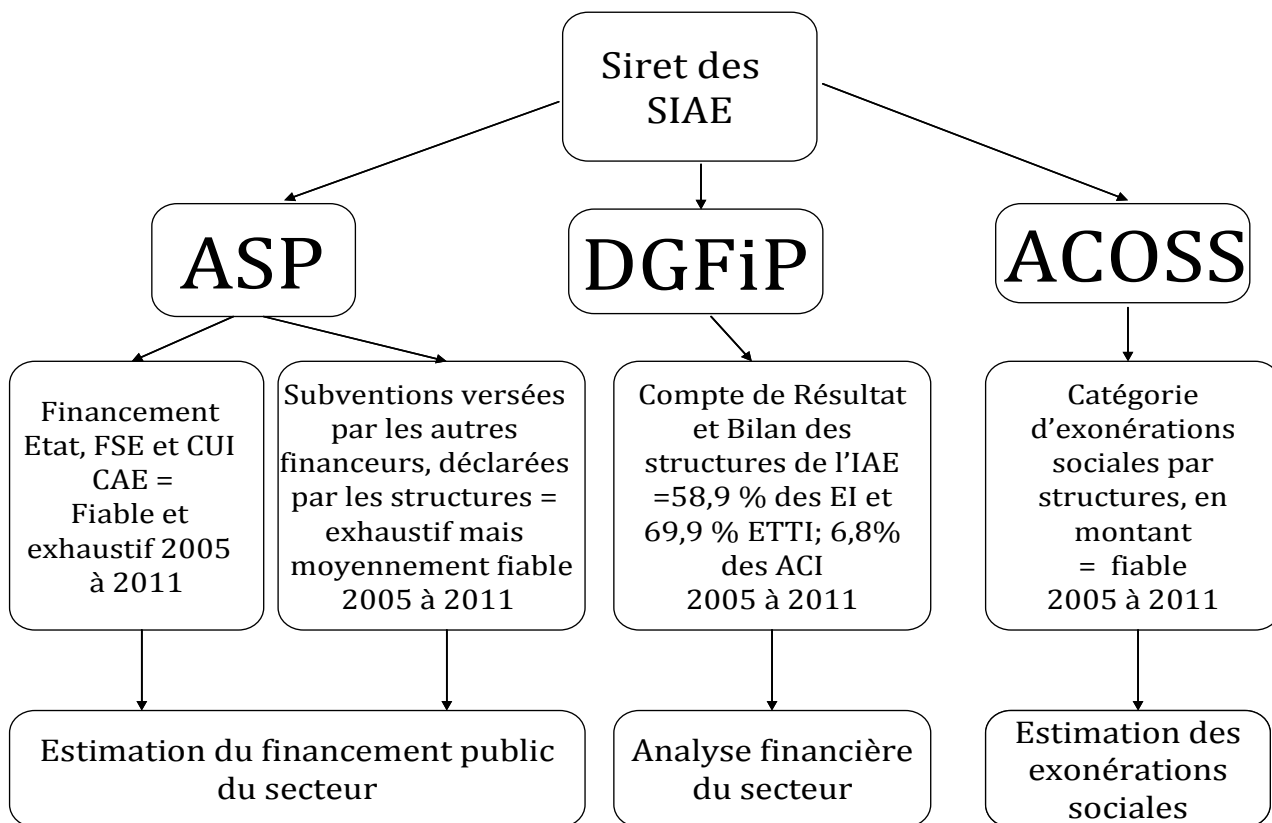 Siret des
SIAE
ASP
DGFiP
ACOSS
Financement
Etat, FSE et CUI
CAE =
Fiable et
exhaustif 2005
à 2011
Subventions versées
par les autres
financeurs, déclarées
par les structures =
exhaustif mais
moyennement fiable
2005 à 2011
Compte de Résultat
et Bilan des
structures de l’IAE
=58,9 % des EI et
69,9 % ETTI; 6,8%
des ACI
2005 à 2011
Catégorie
d’exonérations
sociales par
structures, en
montant
= fiable
2005 à 2011
Estimation du financement public
du secteur
Analyse financière
du secteur
Estimation des
exonérations
sociales